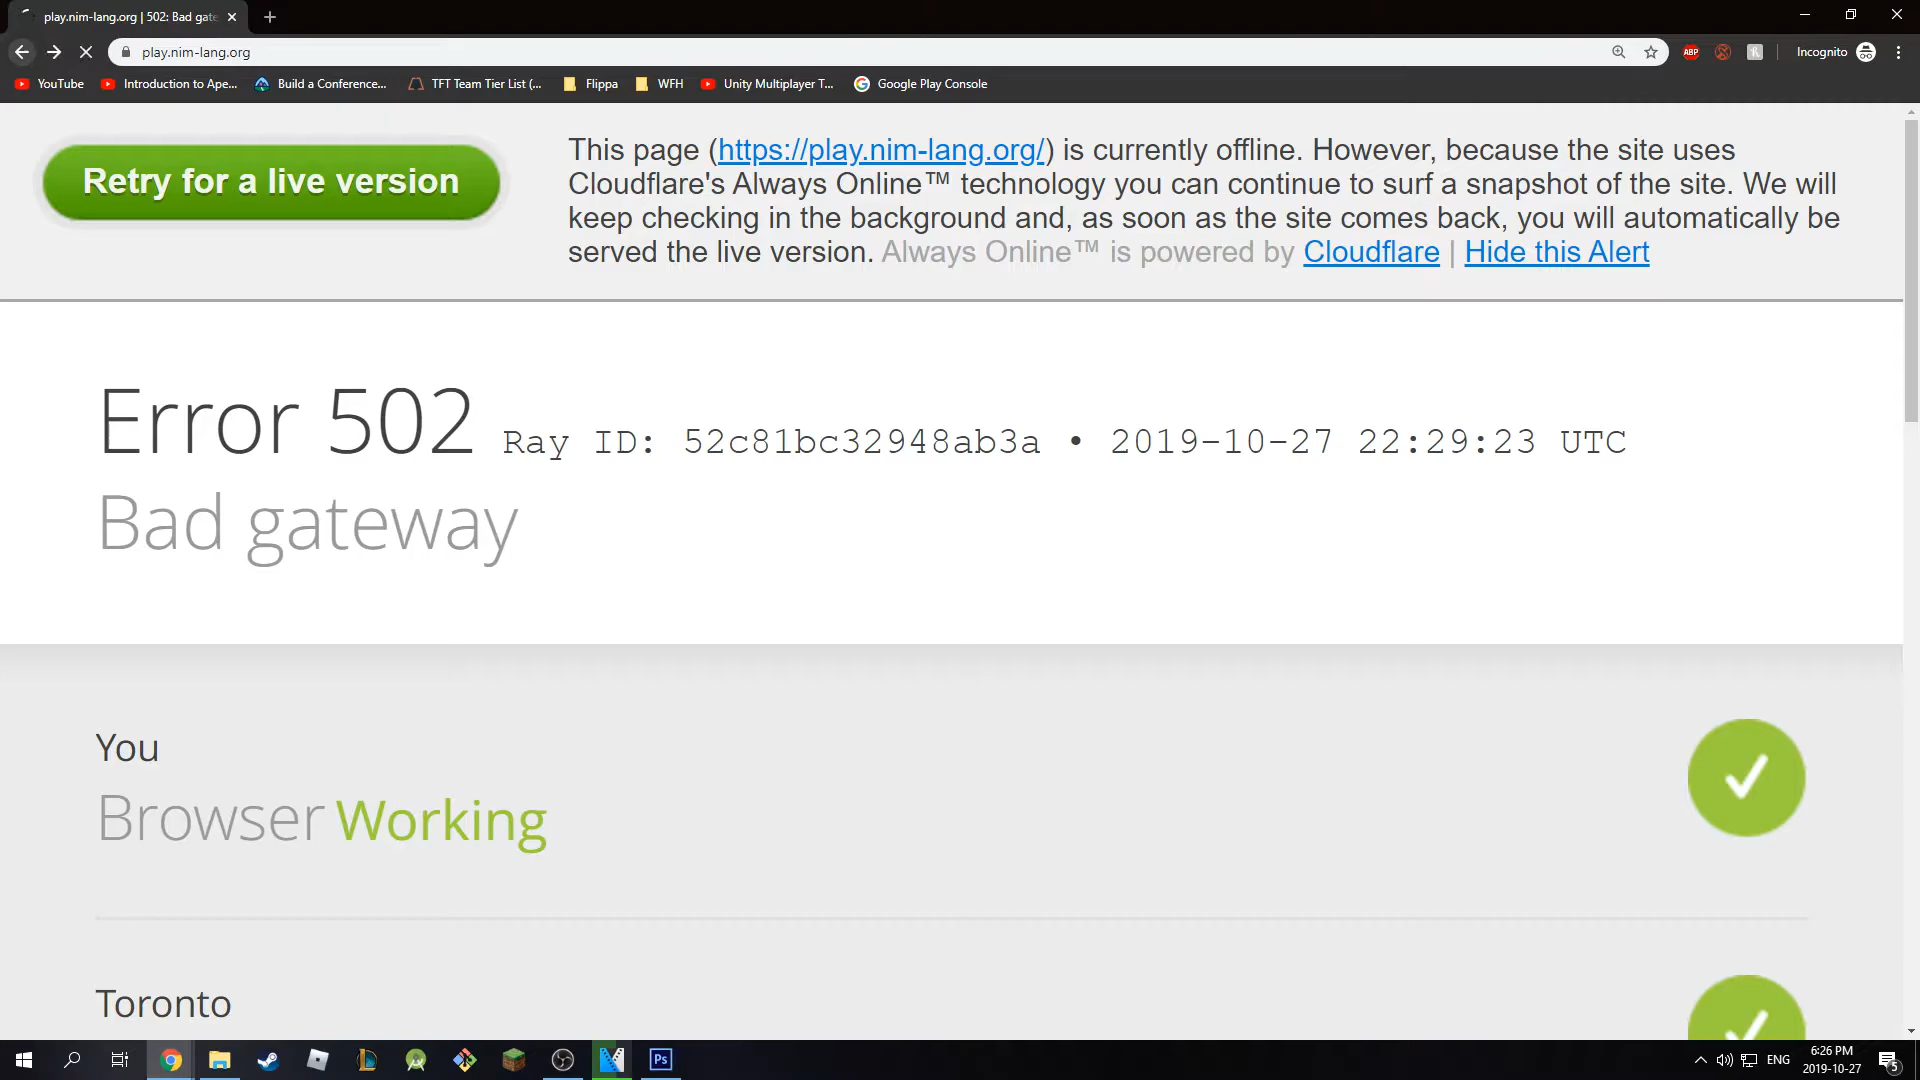 play.nim-lang.org | 502: Bad gate
play.nim-lang.org
ABP
Incognito
YouTube
Introduction to Ape...
Build a Conference...
TFT Team Tier List (...
Flippa
WFH
Unity Multiplayer T...
Google Play Console
Retry for a live version
This page (https://play.nim-lang.org/) is currently offline. However, because the site uses
Cloudflare's Always Online™ technology you can continue to surf a snapshot of the site. We will
keep checking in the background and, as soon as the site comes back, you will automatically be
served the live version. Always Online™ is powered by Cloudflare | Hide this Alert
Error 502 Ray ID: 52c81bc32948ab3a • 2019-10-27 22:29:23 UTC
Bad gateway
You
Browser Working
Toronto
Ps
ENG
6:26 PM
2019-10-27
5